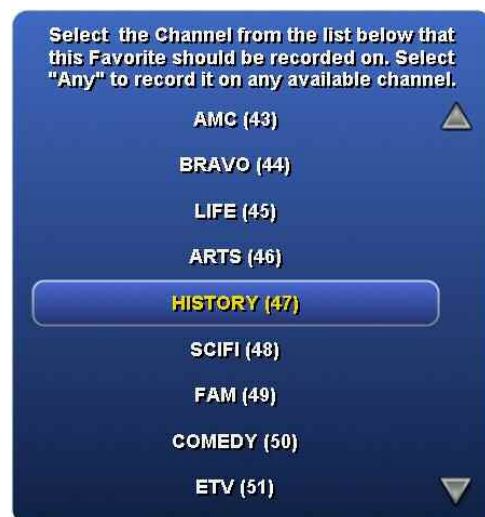 Select the Channel from the list below that
this Favorite should be recorded on. Select
"Any" to record it on any available channel.
AMC (43)
BRAVO (44)
LIFE (45)
ARTS (46)
HISTORY (47)
SCIFI (48)
FAM (49)
COMEDY (50)
ETV (51)